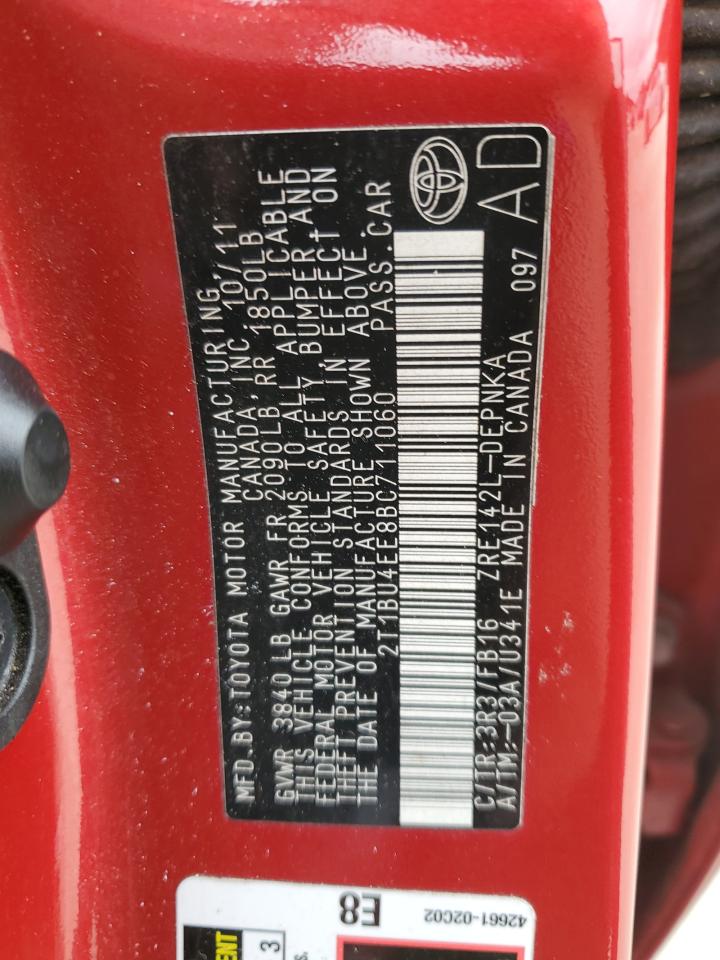 MFD.BY:TOYOTA MOTOR MANUFACTURING,
CANADA,INC. 10/11
GVWR 3840LB GAWR FR 2090LB,RR 1850LB
THIS VEHICLE CONFORMS TO ALL APPLICABLE
FEDERAL MOTOR VEHICLE SAFETY, BUMPER, AND
THEFT PREVENTION STANDARDS IN EFFECT ON
THE DATE OF MANUFACTURE SHOWN ABOVE.
2T1BU4EE8BC711060 PASS.CAR
C/TR:3R3/FB16 ZRE142L-DEPNKA
A/TM:-03A/U341E MADE IN CANADA 097
AD
42661-02C02
E8
3